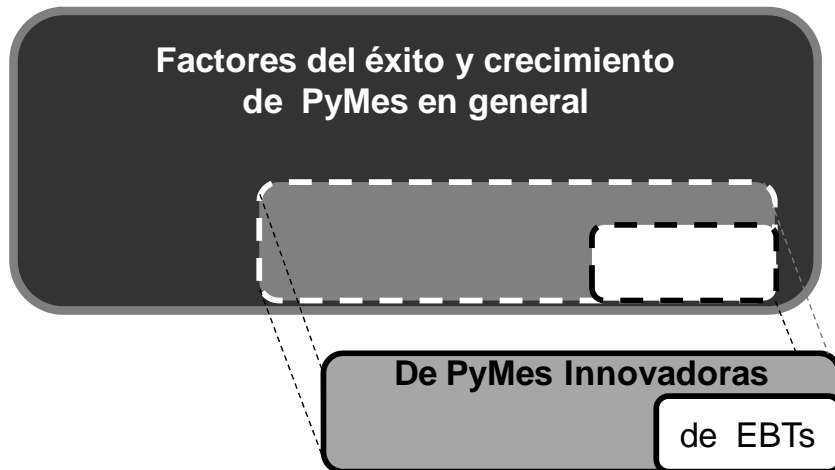 Factores del éxito y crecimiento
de PyMes en general
De PyMes Innovadoras
de EBTs